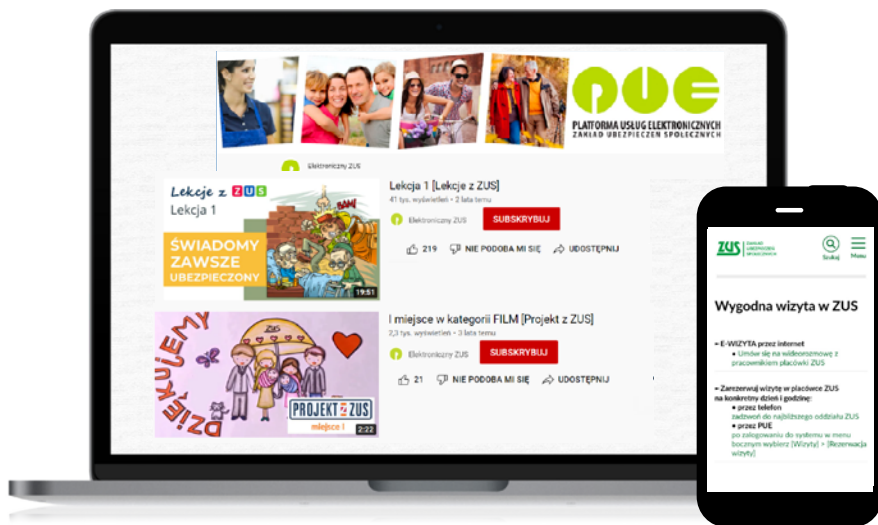 PUE
PLATFORMA USŁUG ELEKTRONICZNYCH
ZAKŁAD UBEZPIECZEŃ SPOŁECZNYCH
Elektroniczny ZUS
Lekcje z ZUS
Lekcja 1
BAM!
ŚWIADOMY
ZAWSZE
UBEZPIECZONY
19:51
Lekcja 1 [Lekcje z ZUS]
41 tys. wyświetleń • 2 lata temu
Elektroniczny ZUS
SUBSKRYBUJ
219 NIE PODOBA MI SIĘ UDOSTĘPNIJ
DZIĘKUJEMY
ZUS
PROJEKT Z ZUS
miejsce I
2:22
I miejsce w kategorii FILM [Projekt z ZUS]
2,3 tys. wyświetleń • 3 lata temu
Elektroniczny ZUS
SUBSKRYBUJ
21 NIE PODOBA MI SIĘ UDOSTĘPNIJ
ZUS
ZAKŁAD
UBEZPIECZEŃ
SPOŁECZNYCH
Szukaj
Menu
Wygodna wizyta w ZUS
E-WIZYTA przez internet
• Umów się na wideorozmowę z
pracownikiem placówki ZUS
Zarezerwuj wizytę w placówce ZUS
na konkretny dzień i godzinę:
• przez telefon
zadzwoń do najbliższego oddziału ZUS
• przez PUE
po zalogowaniu do systemu w menu
bocznym wybierz [Wizyty] > [Rezerwacja
wizyty]